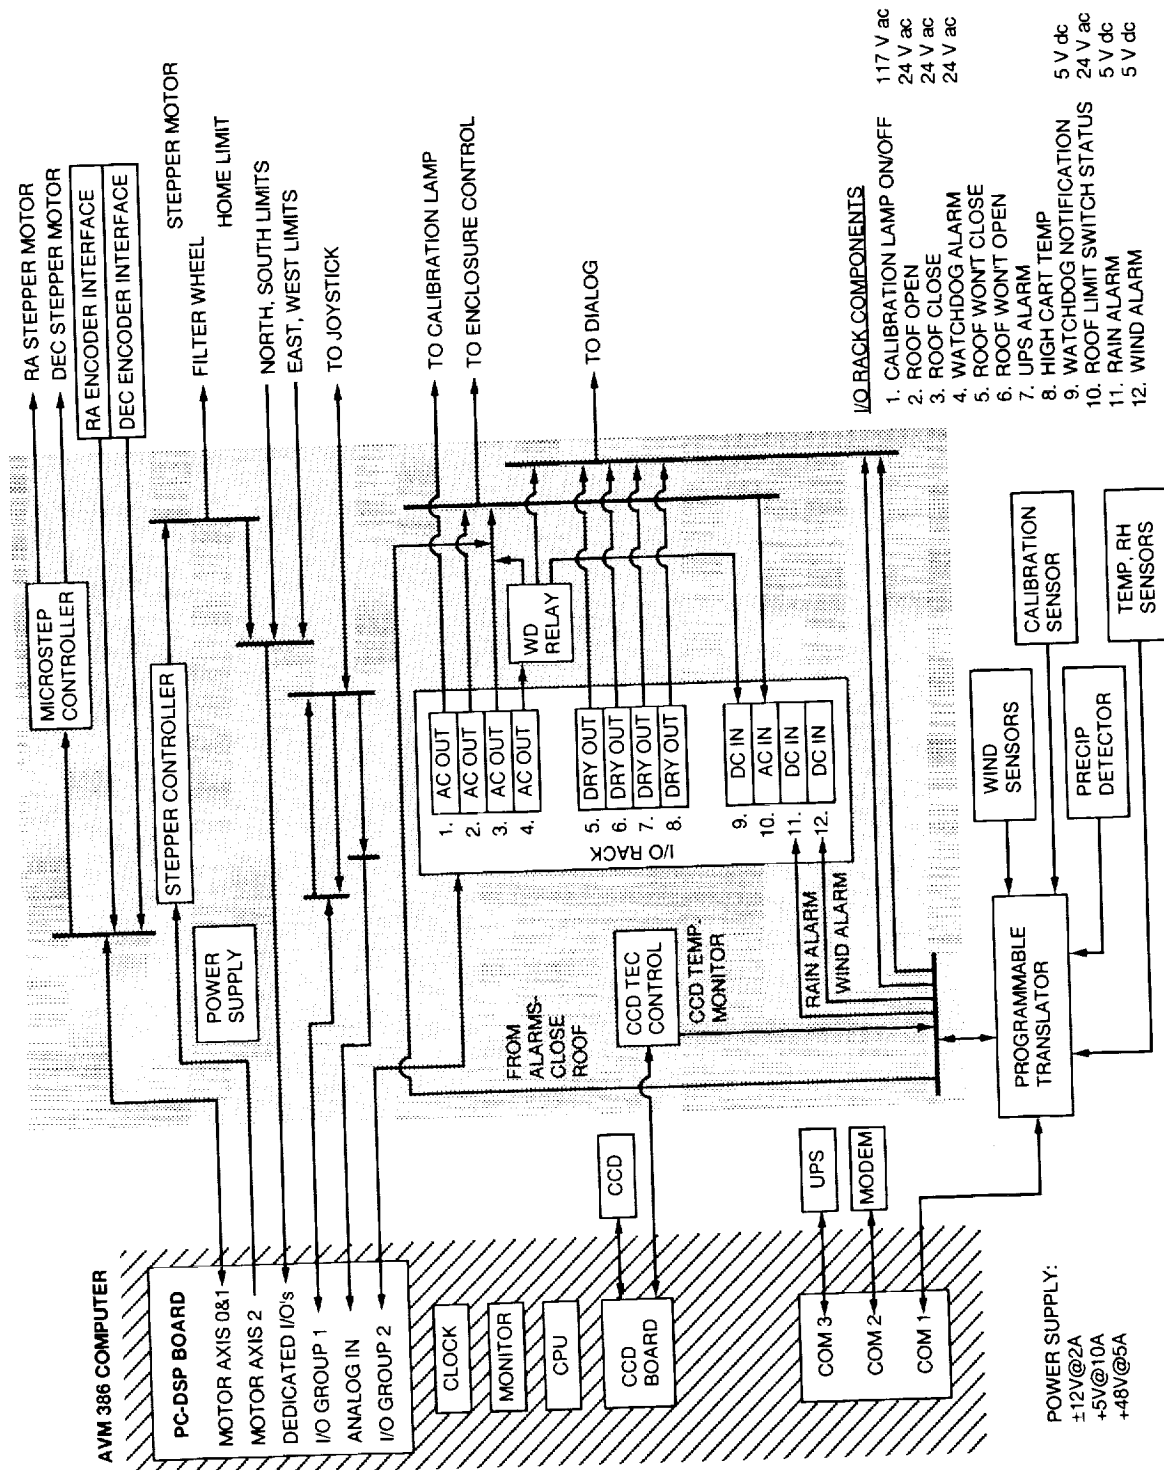 AVM 386 COMPUTER
PC-DSP BOARD
MOTOR AXIS 0&1
MOTOR AXIS 2
DEDICATED I/O's
I/O GROUP 1
ANALOG IN
I/O GROUP 2
CLOCK
MONITOR
CPU
CCD
BOARD
COM 3
COM 2
COM 1
POWER SUPPLY:
±12V@2A
+5V@10A
+48V@5A
CCD
UPS
MODEM
MICROSTEP
CONTROLLER
STEPPER CONTROLLER
POWER
SUPPLY
FROM
ALARMS-
CLOSE
ROOF
CCD TEC
CONTROL
CCD TEMP-
MONITOR
RAIN ALARM
WIND ALARM
I/O RACK
1. AC OUT
2. AC OUT
3. AC OUT
4. AC OUT
5. DRY OUT
6. DRY OUT
7. DRY OUT
8. DRY OUT
9. DC IN
10. AC IN
11. DC IN
12. DC IN
WD
RELAY
PROGRAMMABLE
TRANSLATOR
WIND
SENSORS
PRECIP
DETECTOR
CALIBRATION
SENSOR
TEMP, RH
SENSORS
RA STEPPER MOTOR
DEC STEPPER MOTOR
RA ENCODER INTERFACE
DEC ENCODER INTERFACE
STEPPER MOTOR
FILTER WHEEL
HOME LIMIT
NORTH, SOUTH LIMITS
EAST, WEST LIMITS
TO JOYSTICK
TO CALIBRATION LAMP
TO ENCLOSURE CONTROL
TO DIALOG
I/O RACK COMPONENTS
1. CALIBRATION LAMP ON/OFF 117 V ac
2. ROOF OPEN 24 V ac
3. ROOF CLOSE 24 V ac
4. WATCHDOG ALARM 24 V ac
5. ROOF WON'T CLOSE
6. ROOF WON'T OPEN
7. UPS ALARM
8. HIGH CART TEMP
9. WATCHDOG NOTIFICATION 5 V dc
10. ROOF LIMIT SWITCH STATUS 24 V ac
11. RAIN ALARM 5 V dc
12. WIND ALARM 5 V dc